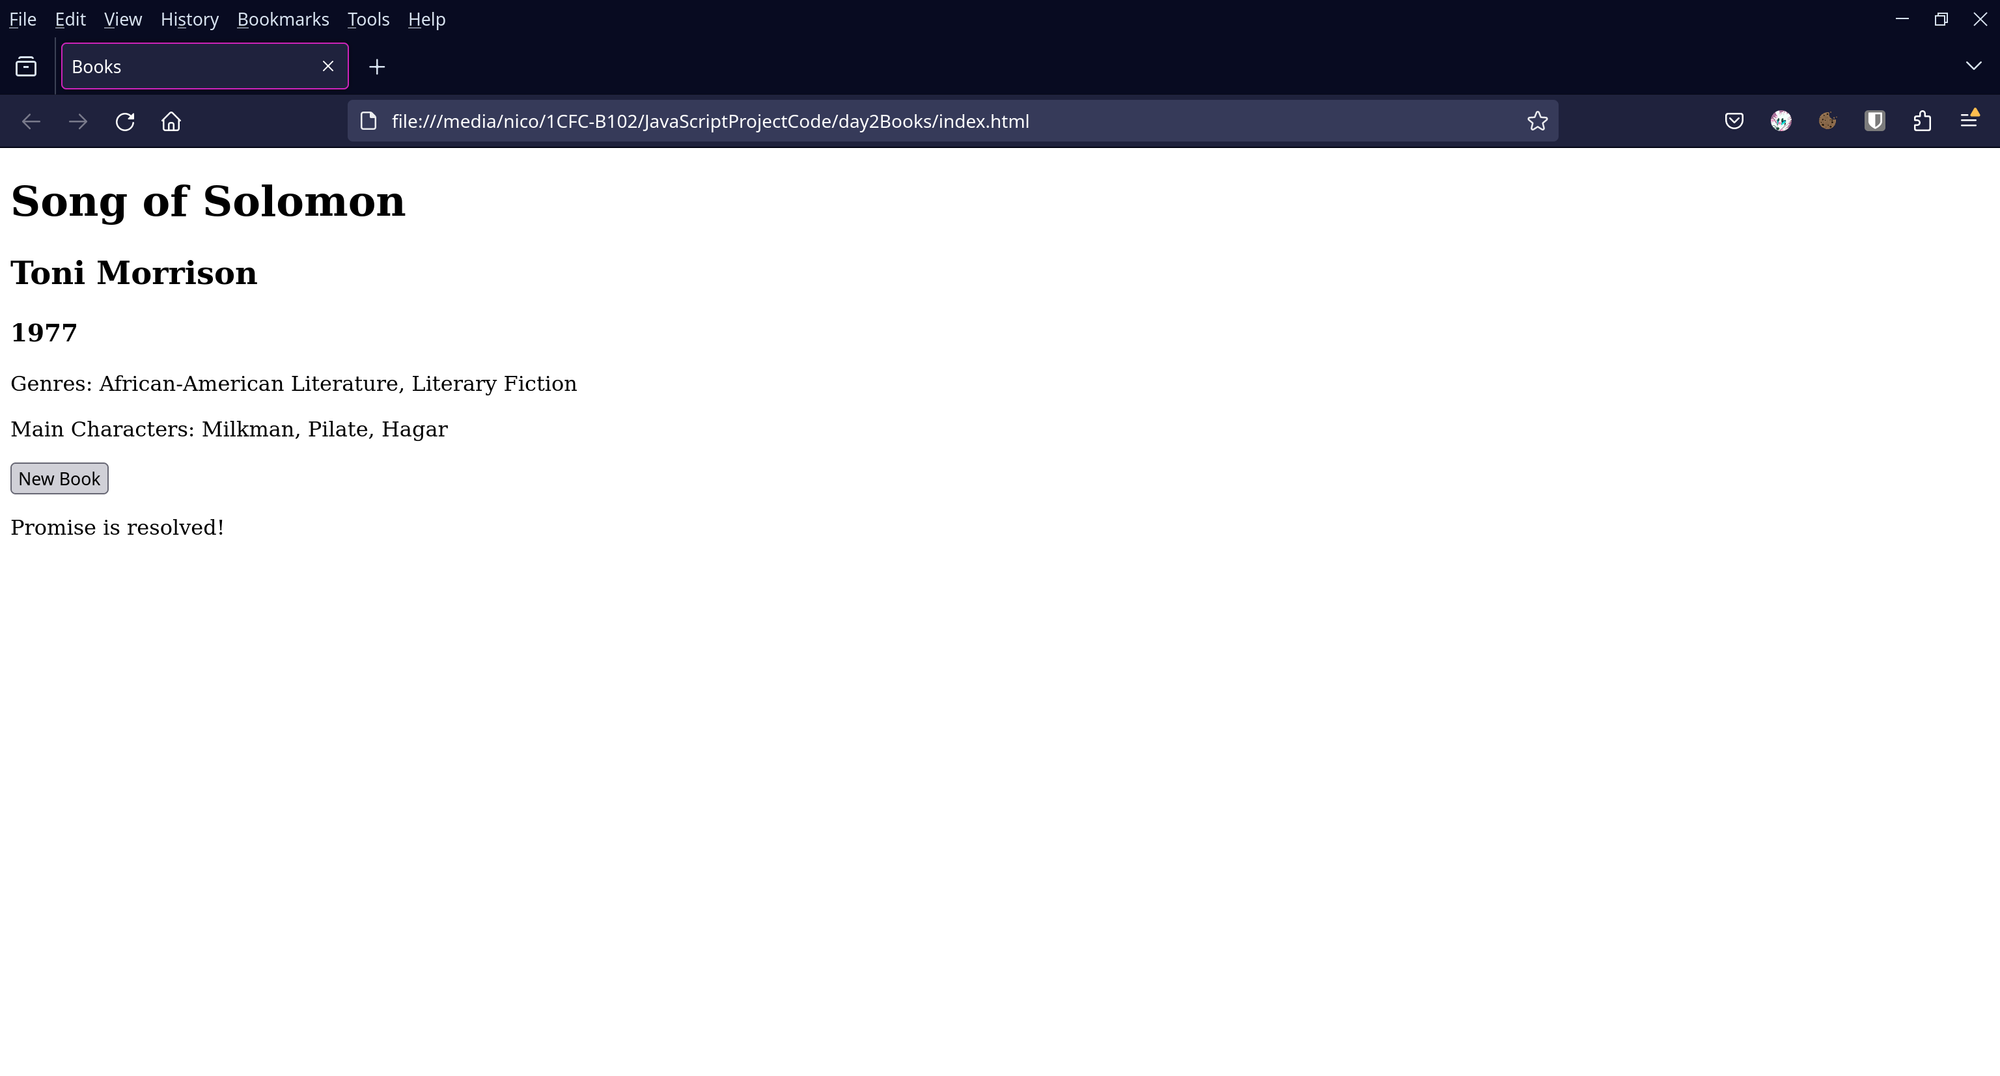 File Edit View History Bookmarks Tools Help
Books
file:///media/nico/1CFC-B102/JavaScriptProjectCode/day2Books/index.html
Song of Solomon
Toni Morrison
1977
Genres: African-American Literature, Literary Fiction
Main Characters: Milkman, Pilate, Hagar
New Book
Promise is resolved!